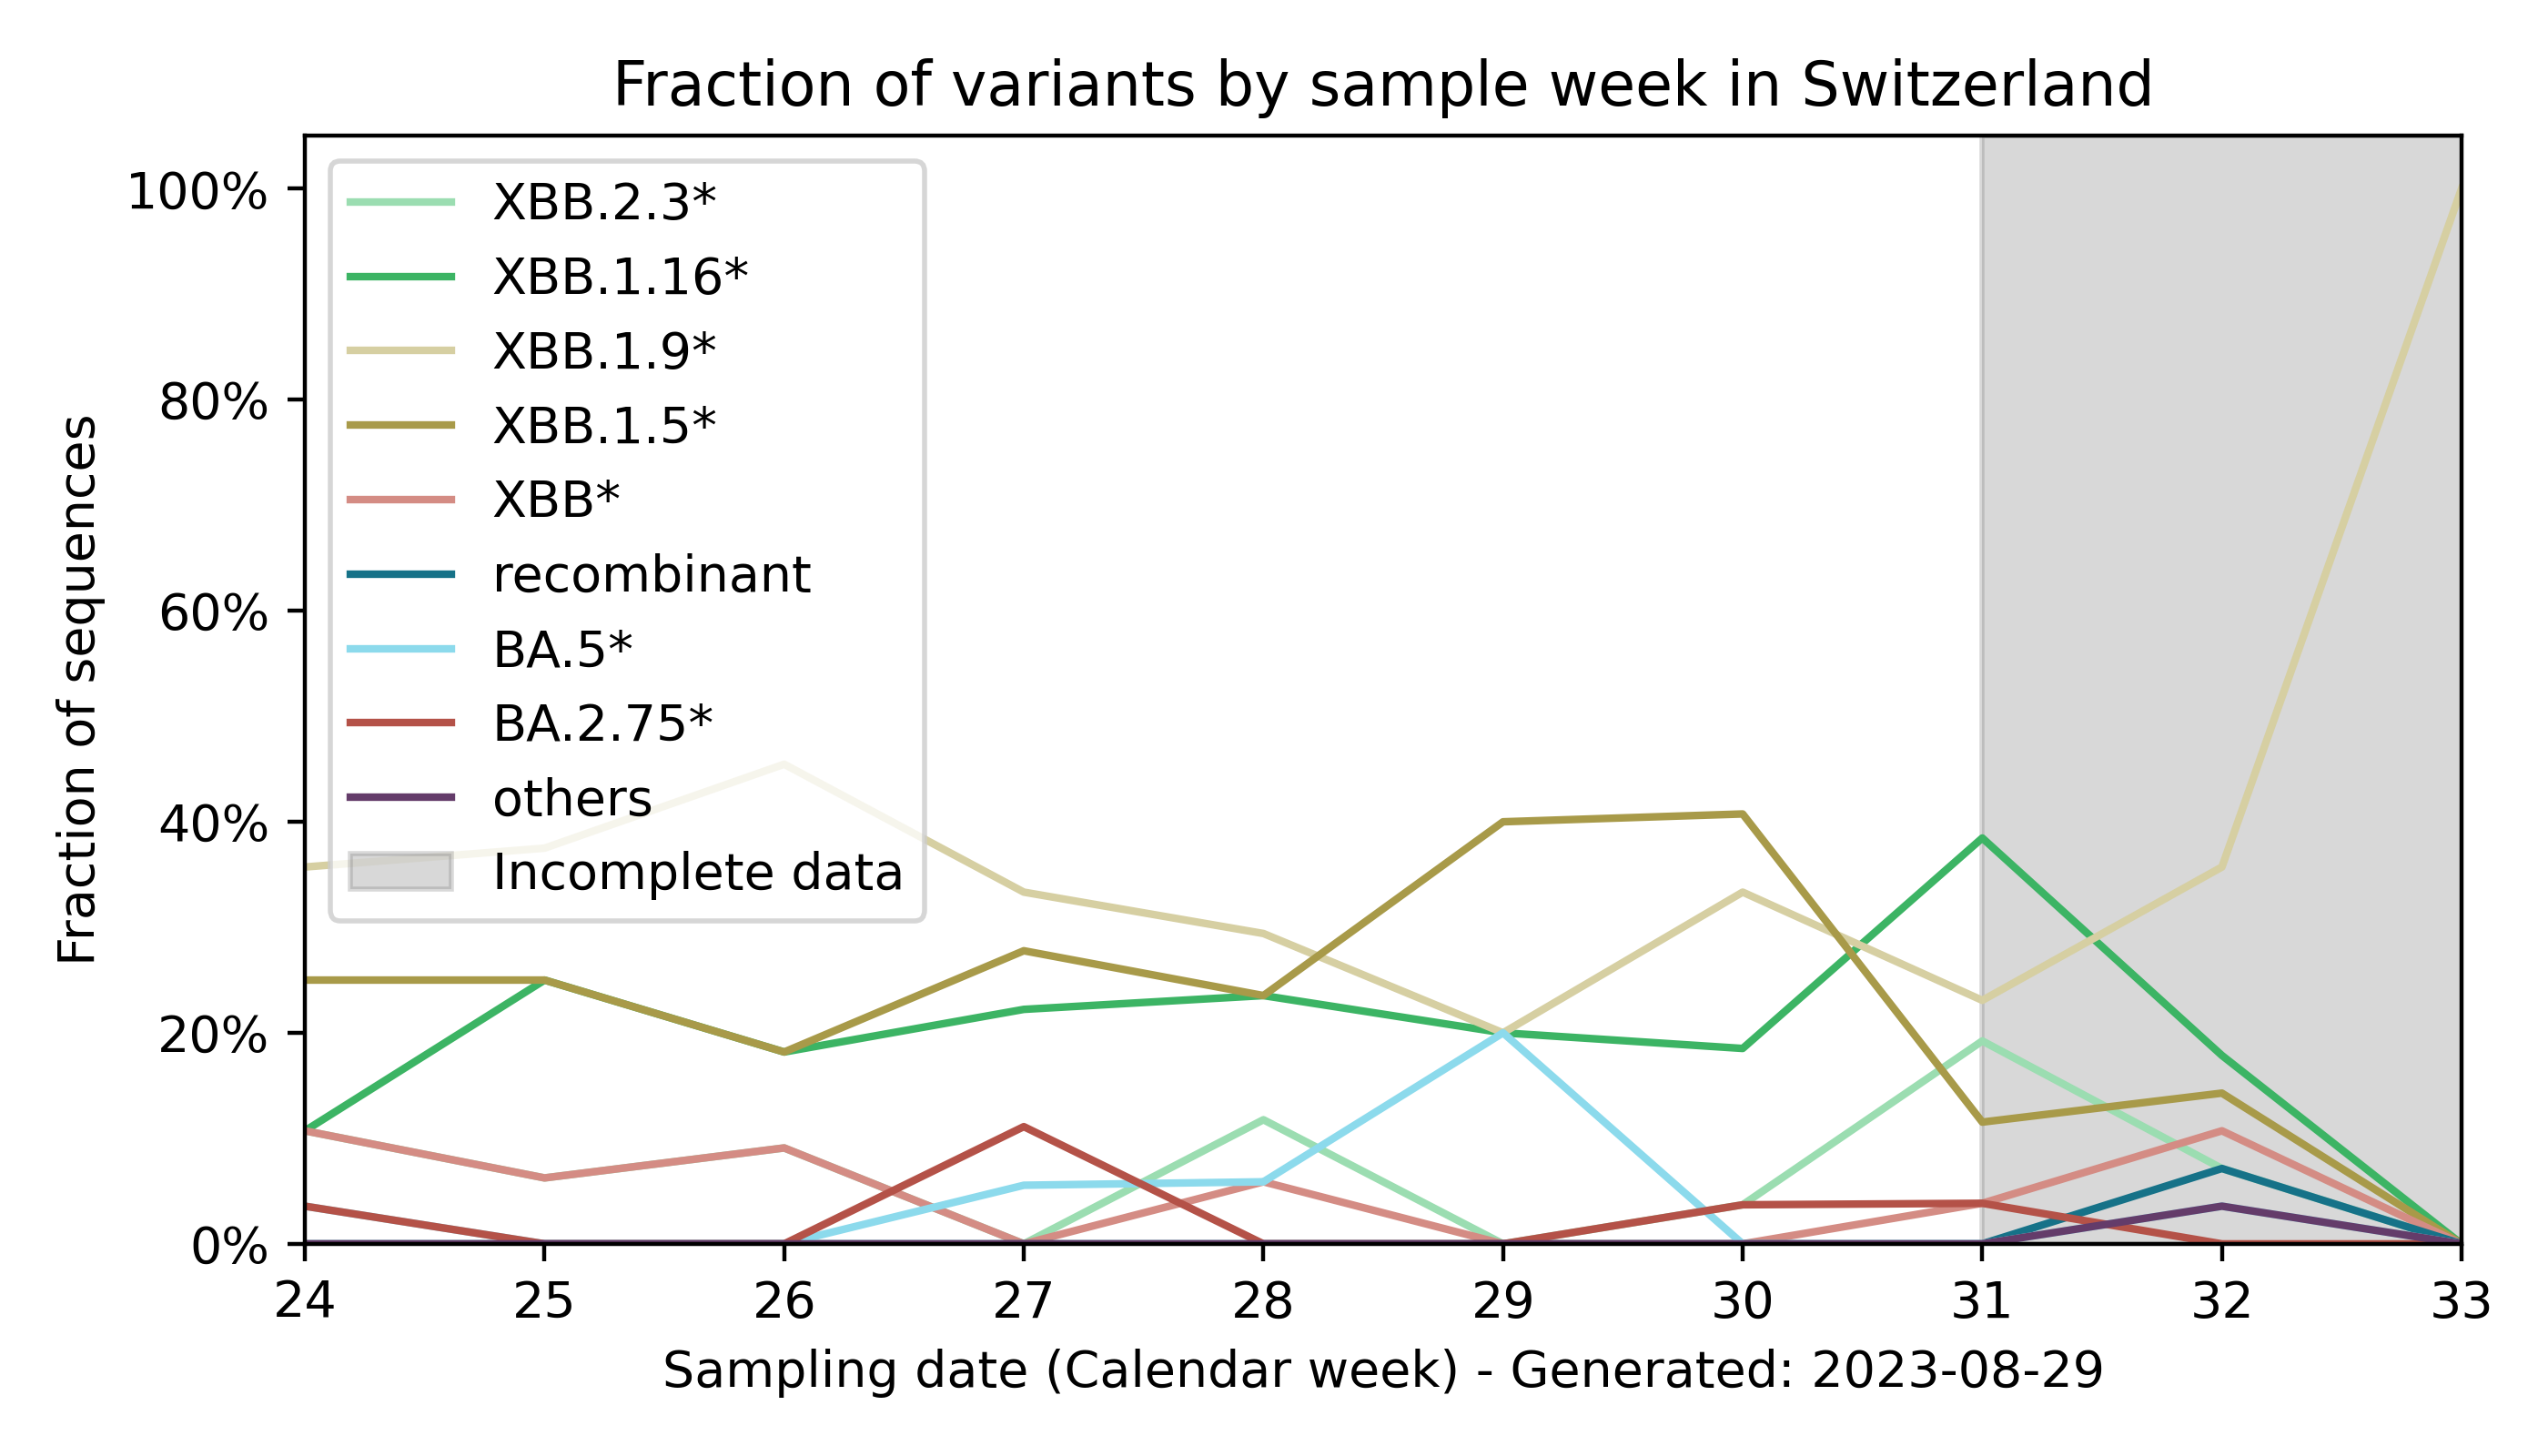 Fraction of variants by sample week in Switzerland
Fraction of sequences
100%
80%
60%
40%
20%
0%
XBB.2.3*
XBB.1.16*
XBB.1.9*
XBB.1.5*
XBB*
recombinant
BA.5*
BA.2.75*
others
Incomplete data
24 25 26 27 28 29 30 31 32 33
Sampling date (Calendar week) - Generated: 2023-08-29